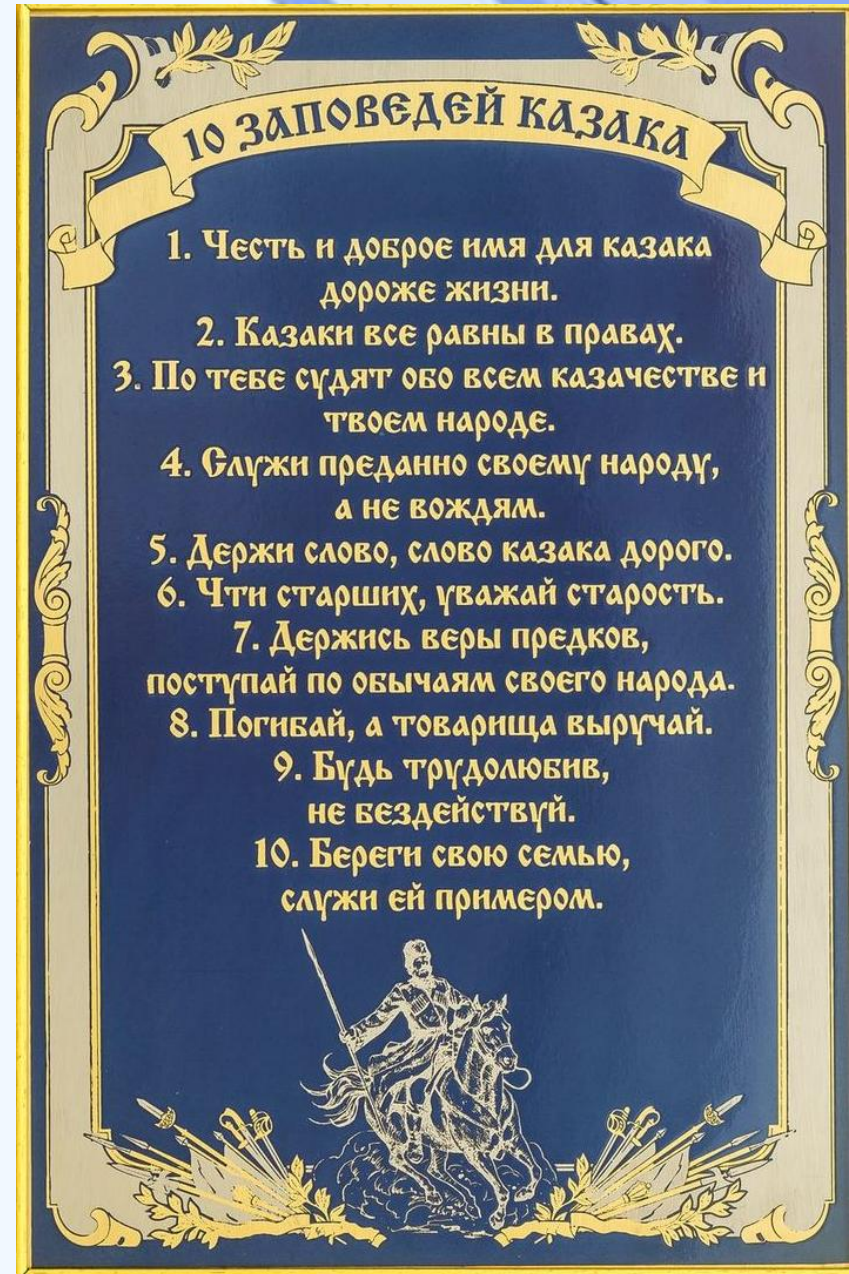 10 ЗАПОВЕДЕЙ КАЗАКА
1. Честь и доброе имя для казака
дороже жизни.
2. Казаки все равны в правах.
3. По тебе судят обо всем казачестве и
твоем народе.
4. Служи преданно своему народу,
а не вождям.
5. Держи слово, слово казака дорого.
6. Чти старших, уважай старость.
7. Держись веры предков,
поступай по обычаям своего народа.
8. Погибай, а товарища выручай.
9. Будь трудолюбив,
не бездействуй.
10. Береги свою семью,
служи ей примером.